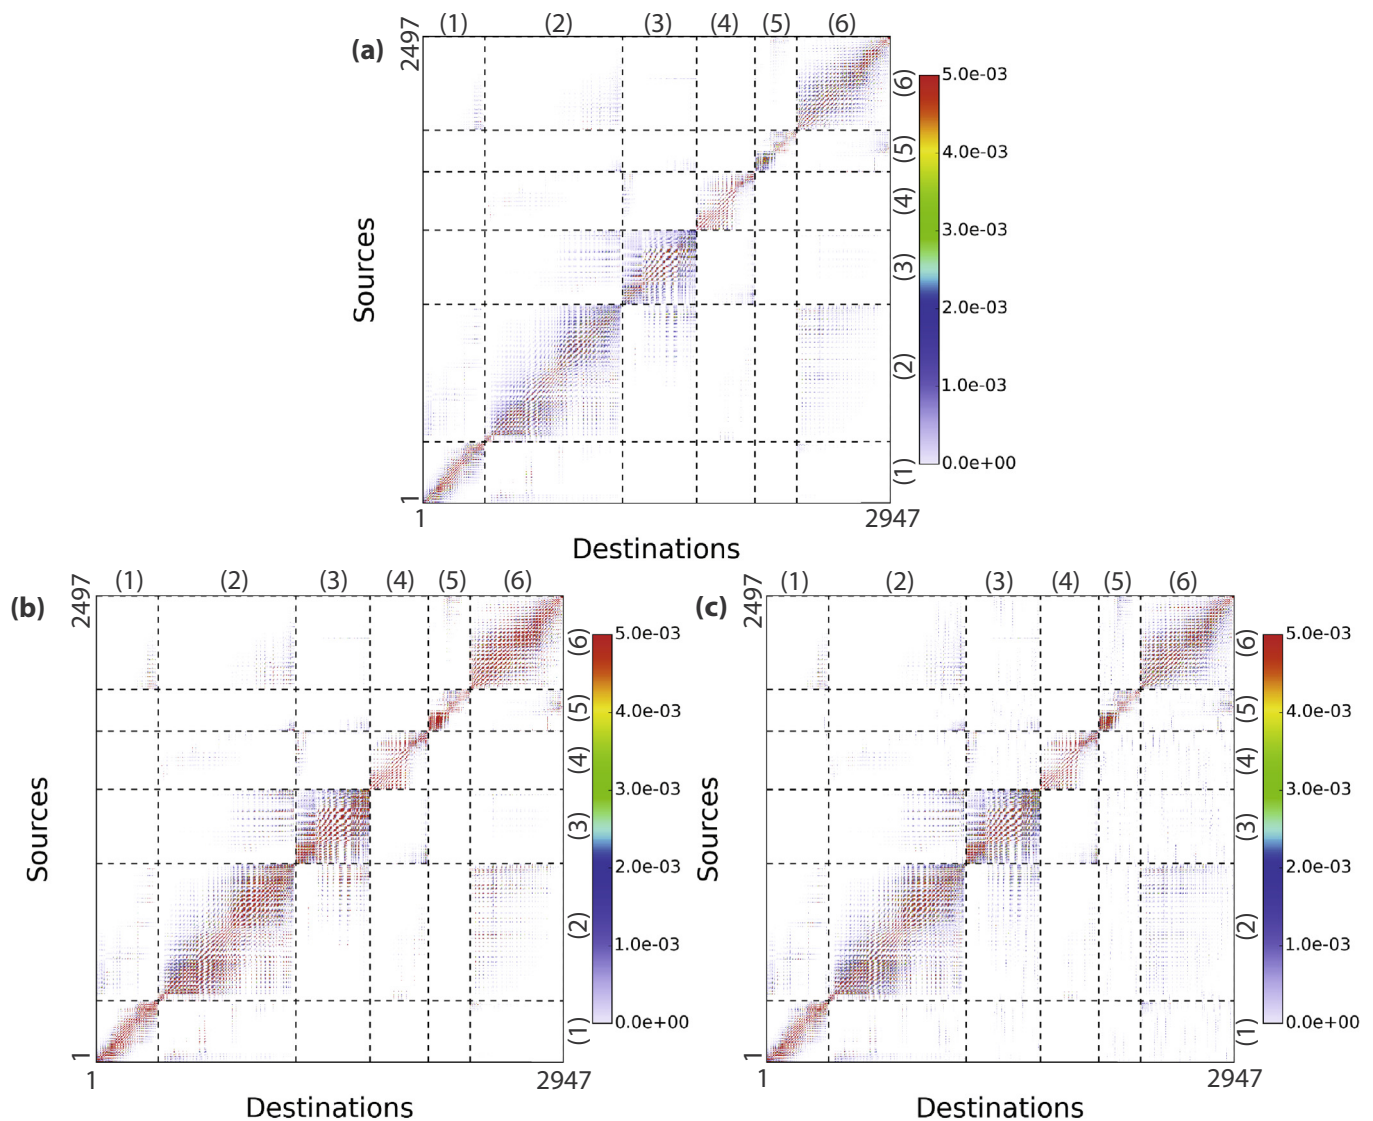 (a)
(1) (2) (3) (4) (5) (6)
2497
Sources
1
(6)
(5)
(4)
(3)
(2)
(1)
5.0e-03
4.0e-03
3.0e-03
2.0e-03
1.0e-03
0.0e+00
1 2947
Destinations
(b)
(1) (2) (3) (4) (5) (6)
2497
Sources
1
(6)
(5)
(4)
(3)
(2)
(1)
5.0e-03
4.0e-03
3.0e-03
2.0e-03
1.0e-03
0.0e+00
1 2947
Destinations
(c)
(1) (2) (3) (4) (5) (6)
2497
Sources
1
(6)
(5)
(4)
(3)
(2)
(1)
5.0e-03
4.0e-03
3.0e-03
2.0e-03
1.0e-03
0.0e+00
1 2947
Destinations